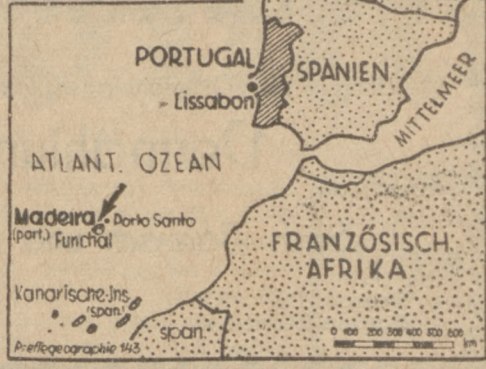 PORTUGAL
SPANIEN
Lissabon
MITTELMEER
ATLANT. OZEAN
Madeira
Porto Santo
(port.) Funchal
FRANZÖSISCH
AFRIKA
Kanarische-Ins.
(span.)
span.
0 100 200 300 400 500 600
km
Pressegeographie 143